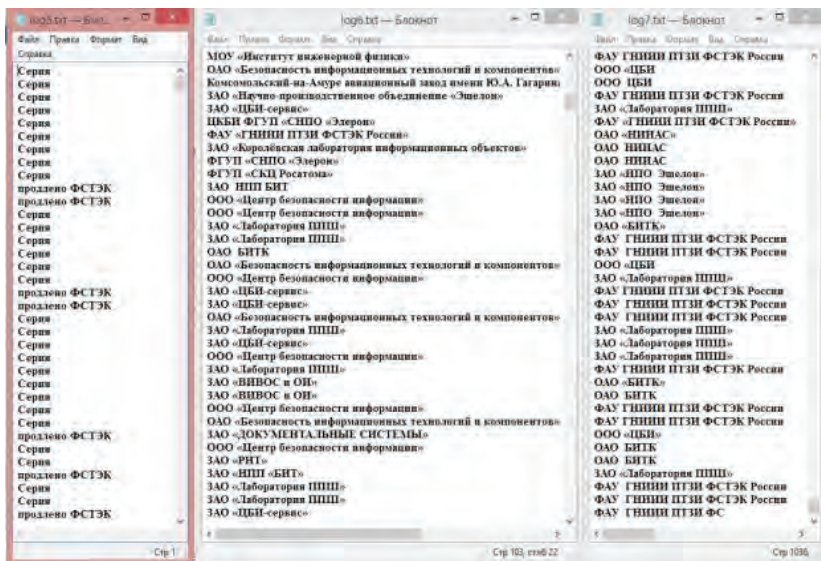 log5.txt — Бло...
Файл Правка Формат Вид
Справка
Серия
Серия
Серия
Серия
Серия
Серия
Серия
Серия
Серия
продлено ФСТЭК
продлено ФСТЭК
Серия
Серия
Серия
Серия
Серия
Серия
продлено ФСТЭК
продлено ФСТЭК
Серия
Серия
Серия
Серия
Серия
Серия
Серия
Серия
продлено ФСТЭК
Серия
Серия
продлено ФСТЭК
Серия
Серия
продлено ФСТЭК
Стр 1
log6.txt — Блокнот
Файл Правка Формат Вид Справка
МОУ «Институт инженерной физики»
ОАО «Безопасность информационных технологий и компонентов»
Комсомольский-на-Амуре авиационный завод имени Ю.А. Гагарин
ЗАО «Научно-производственное объединение «Эшелон»
ЗАО «ЦБИ-сервис»
ЦКБИ ФГУП «СНПО «Элерон»
ФАУ «ГНИИИ ПТЗИ ФСТЭК России»
ЗАО «Королёвская лаборатория информационных объектов»
ФГУП «СНПО «Элерон»
ФГУП «СКЦ Росатома»
ЗАО НПП БИТ
ООО «Центр безопасности информации»
ООО «Центр безопасности информации»
ЗАО «Лаборатория ППШ»
ЗАО «Лаборатория ППШ»
ОАО БИТК
ОАО «Безопасность информационных технологий и компонентов»
ООО «Центр безопасности информации»
ЗАО «ЦБИ-сервис»
ЗАО «ЦБИ-сервис»
ОАО «Безопасность информационных технологий и компонентов»
ЗАО «Лаборатория ППШ»
ЗАО «ЦБИ-сервис»
ООО «Центр безопасности информации»
ЗАО «Лаборатория ППШ»
ЗАО «ВИВОС и ОИ»
ЗАО «ВИВОС и ОИ»
ООО «Центр безопасности информации»
ОАО «Безопасность информационных технологий и компонентов»
ЗАО «ДОКУМЕНТАЛЬНЫЕ СИСТЕМЫ»
ООО «Центр безопасности информации»
ЗАО «РНТ»
ЗАО «НПП «БИТ»
ЗАО «Лаборатория ППШ»
ЗАО «Лаборатория ППШ»
ЗАО «ЦБИ-сервис»
Стр 103, стлб 22
log7.txt — Блокнот
Файл Правка Формат Вид Справка
ФАУ ГНИИИ ПТЗИ ФСТЭК России
ООО «ЦБИ
ООО ЦБИ
ФАУ ГНИИИ ПТЗИ ФСТЭК России
ЗАО «Лаборатория ППШ»
ФАУ «ГНИИИ ПТЗИ ФСТЭК России»
ОАО «НИИАС»
ОАО НИИАС
ОАО НИИАС
ЗАО «НПО Эшелон»
ЗАО «НПО Эшелон»
ЗАО «НПО Эшелон»
ЗАО «НПО Эшелон»
ОАО «БИТК»
ФАУ ГНИИИ ПТЗИ ФСТЭК России
ФАУ ГНИИИ ПТЗИ ФСТЭК России
ООО «ЦБИ
ЗАО «Лаборатория ППШ»
ФАУ ГНИИИ ПТЗИ ФСТЭК России
ФАУ ГНИИИ ПТЗИ ФСТЭК России
ФАУ ГНИИИ ПТЗИ ФСТЭК России
ЗАО «Лаборатория ППШ»
ЗАО «Лаборатория ППШ»
ЗАО «Лаборатория ППШ»
ФАУ ГНИИИ ПТЗИ ФСТЭК России
ОАО «БИТК»
ОАО БИТК
ФАУ ГНИИИ ПТЗИ ФСТЭК России
ФАУ ГНИИИ ПТЗИ ФСТЭК России
ООО «ЦБИ»
ОАО БИТК
ОАО БИТК
ЗАО «Лаборатория ППШ»
ФАУ ГНИИИ ПТЗИ ФСТЭК России
ФАУ ГНИИИ ПТЗИ ФСТЭК России
ФАУ ГНИИИ ПТЗИ ФС
Стр 1036,